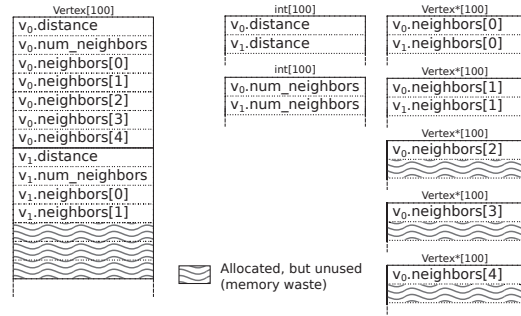 Vertex[100]
v₀.distance
v₀.num_neighbors
v₀.neighbors[0]
v₀.neighbors[1]
v₀.neighbors[2]
v₀.neighbors[3]
v₀.neighbors[4]
v₁.distance
v₁.num_neighbors
v₁.neighbors[0]
v₁.neighbors[1]
int[100]
v₀.distance
v₁.distance
int[100]
v₀.num_neighbors
v₁.num_neighbors
Vertex*[100]
v₀.neighbors[0]
v₁.neighbors[0]
Vertex*[100]
v₀.neighbors[1]
v₁.neighbors[1]
Vertex*[100]
v₀.neighbors[2]
Vertex*[100]
v₀.neighbors[3]
Vertex*[100]
v₀.neighbors[4]
Allocated, but unused
(memory waste)